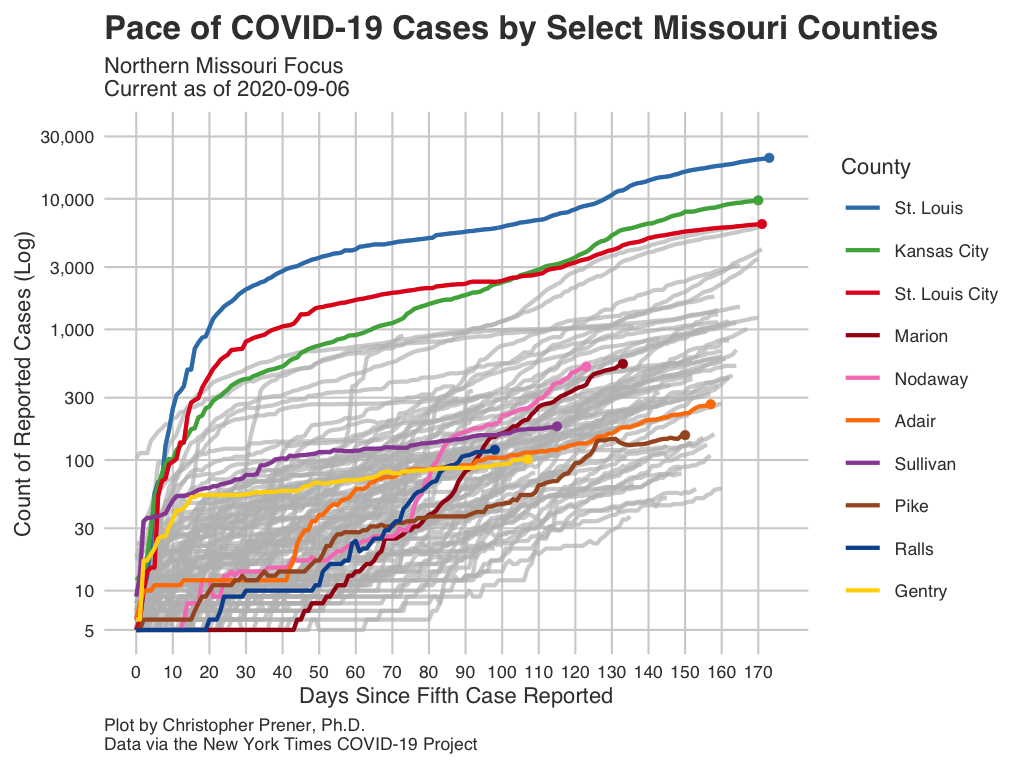 Pace of COVID-19 Cases by Select Missouri Counties
Northern Missouri Focus
Current as of 2020-09-06
Count of Reported Cases (Log)
30,000
10,000
3,000
1,000
300
100
30
10
5
0 10 20 30 40 50 60 70 80 90 100 110 120 130 140 150 160 170
Days Since Fifth Case Reported
County
St. Louis
Kansas City
St. Louis City
Marion
Nodaway
Adair
Sullivan
Pike
Ralls
Gentry
Plot by Christopher Prener, Ph.D.
Data via the New York Times COVID-19 Project